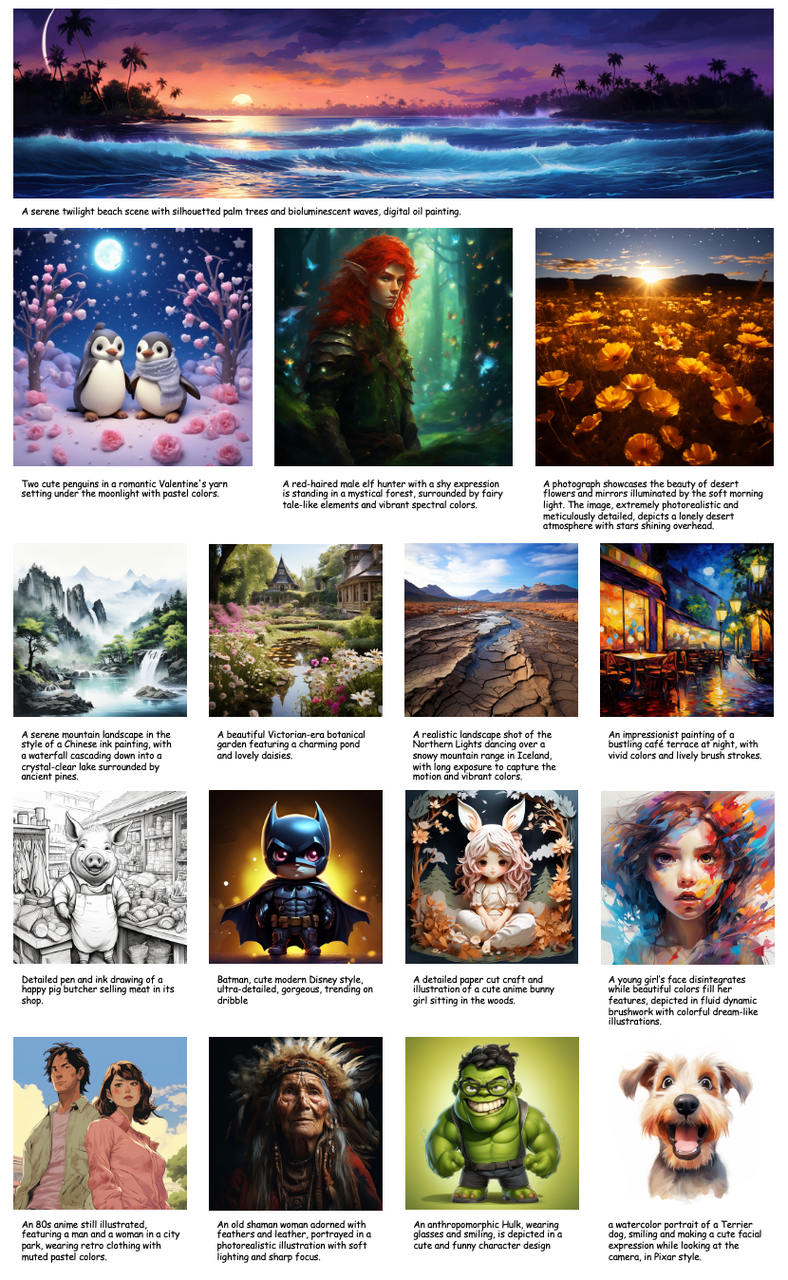 A serene twilight beach scene with silhouetted palm trees and bioluminescent waves, digital oil painting.
Two cute penguins in a romantic Valentine's yarn
setting under the moonlight with pastel colors.
A red-haired male elf hunter with a shy expression
is standing in a mystical forest, surrounded by fairy
tale-like elements and vibrant spectral colors.
A photograph showcases the beauty of desert
flowers and mirrors illuminated by the soft morning
light. The image, extremely photorealistic and
meticulously detailed, depicts a lonely desert
atmosphere with stars shining overhead.
A serene mountain landscape in the
style of a Chinese ink painting, with
a waterfall cascading down into a
crystal-clear lake surrounded by
ancient pines.
A beautiful Victorian-era botanical
garden featuring a charming pond
and lovely daisies.
A realistic landscape shot of the
Northern Lights dancing over a
snowy mountain range in Iceland,
with long exposure to capture the
motion and vibrant colors.
An impressionist painting of a
bustling café terrace at night, with
vivid colors and lively brush strokes.
Detailed pen and ink drawing of a
happy pig butcher selling meat in its
shop.
Batman, cute modern Disney style,
ultra-detailed, gorgeous, trending on
dribble
A detailed paper cut craft and
illustration of a cute anime bunny
girl sitting in the woods.
A young girl's face disintegrates
while beautiful colors fill her
features, depicted in fluid dynamic
brushwork with colorful dream-like
illustrations.
An 80s anime still illustrated,
featuring a man and a woman in a city
park, wearing retro clothing with
muted pastel colors.
An old shaman woman adorned with
feathers and leather, portrayed in a
photorealistic illustration with soft
lighting and sharp focus.
An anthropomorphic Hulk, wearing
glasses and smiling, is depicted in a
cute and funny character design
a watercolor portrait of a Terrier
dog, smiling and making a cute facial
expression while looking at the
camera, in Pixar style.